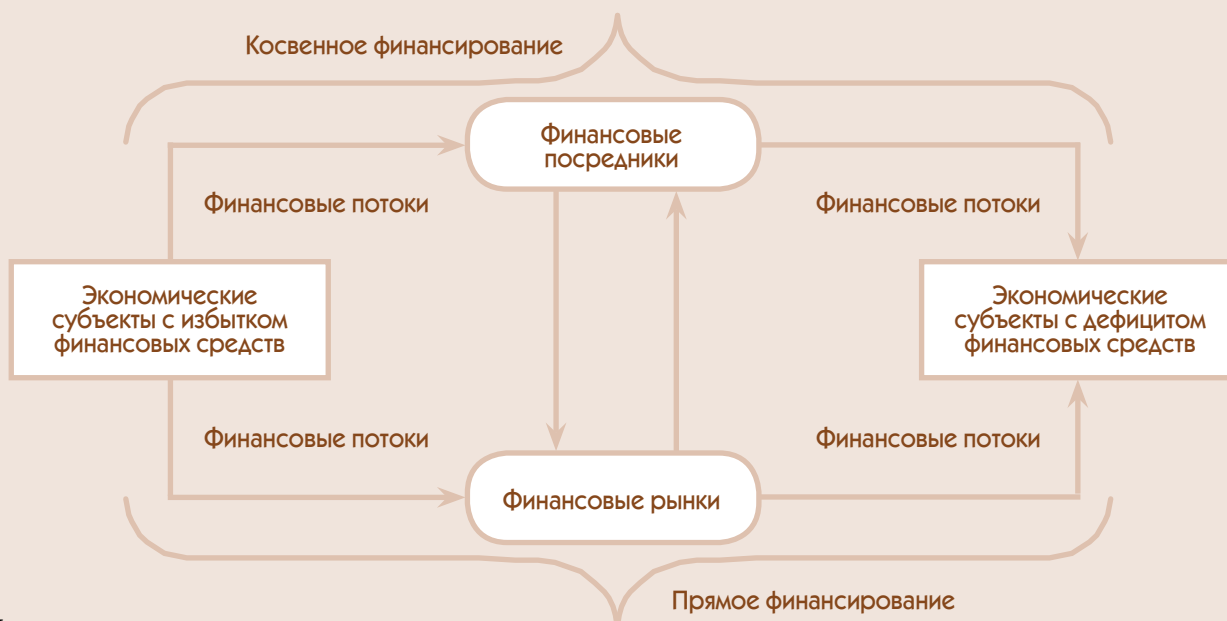 Косвенное финансирование
Финансовые
посредники
Финансовые потоки
Финансовые потоки
Экономические
субъекты с избытком
финансовых средств
Экономические
субъекты с дефицитом
финансовых средств
Финансовые потоки
Финансовые потоки
Финансовые рынки
Прямое финансирование